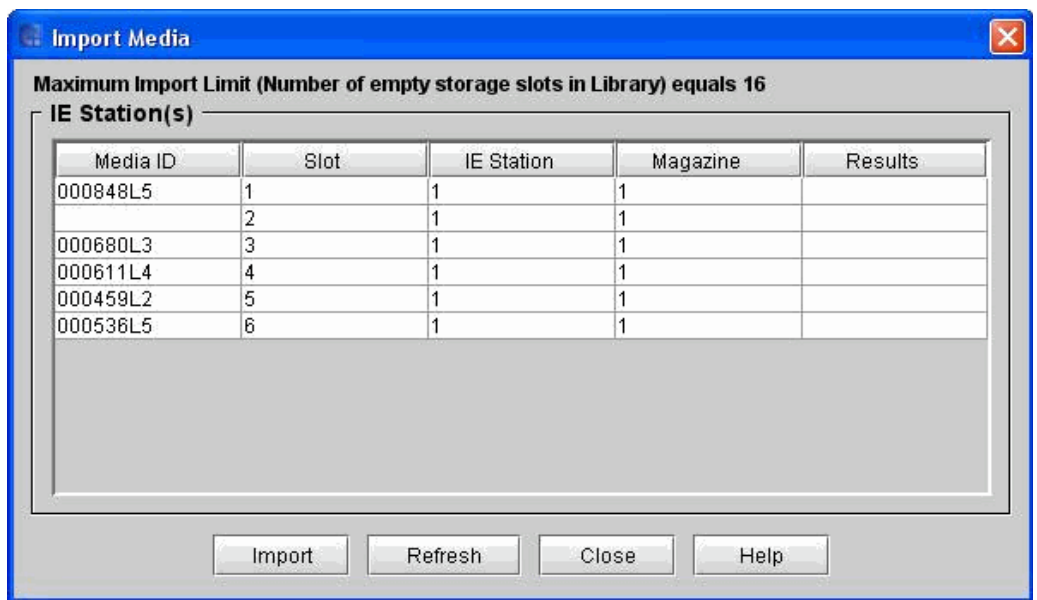 Import Media
Maximum Import Limit (Number of empty storage slots in Library) equals 16
IE Station(s)
Media ID Slot IE Station Magazine Results
000848L5 1 1 1
2 1 1
000680L3 3 1 1
000611L4 4 1 1
000459L2 5 1 1
000536L5 6 1 1
Import Refresh Close Help